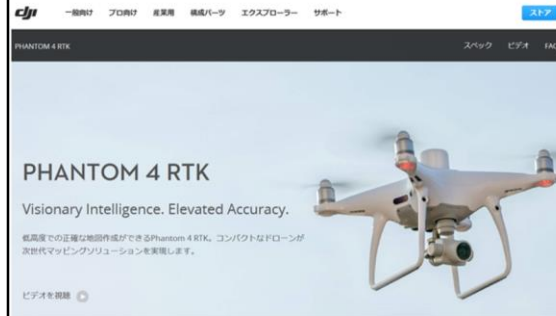 dji 一般向け プロ向け 産業用 構成パーツ エクスプローラー サポート ストア
PHANTOM 4 RTK スペック ビデオ FAQ
PHANTOM 4 RTK
Visionary Intelligence. Elevated Accuracy.
低高度での正確な地図作成ができるPhantom 4 RTK。コンパクトなドローンが
次世代マッピングソリューションを実現します。
ビデオを視聴